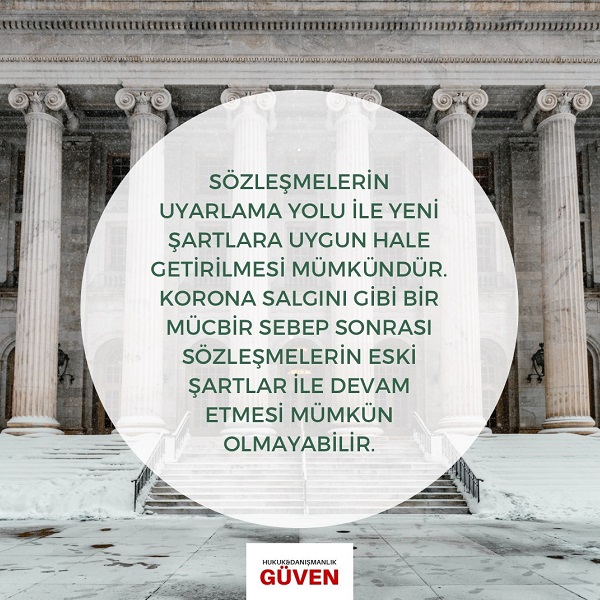 SÖZLEŞMELERİN
UYARLAMA YOLU İLE YENİ
ŞARTLARA UYGUN HALE
GETİRİLMESİ MÜMKÜNDÜR.
KORONA SALGINI GİBİ BİR
MÜCBİR SEBEP SONRASI
SÖZLEŞMELERİN ESKİ
ŞARTLAR İLE DEVAM
ETMESİ MÜMKÜN
OLMAYABİLİR.
HUKUK&DANIŞMANLIK
GÜVEN